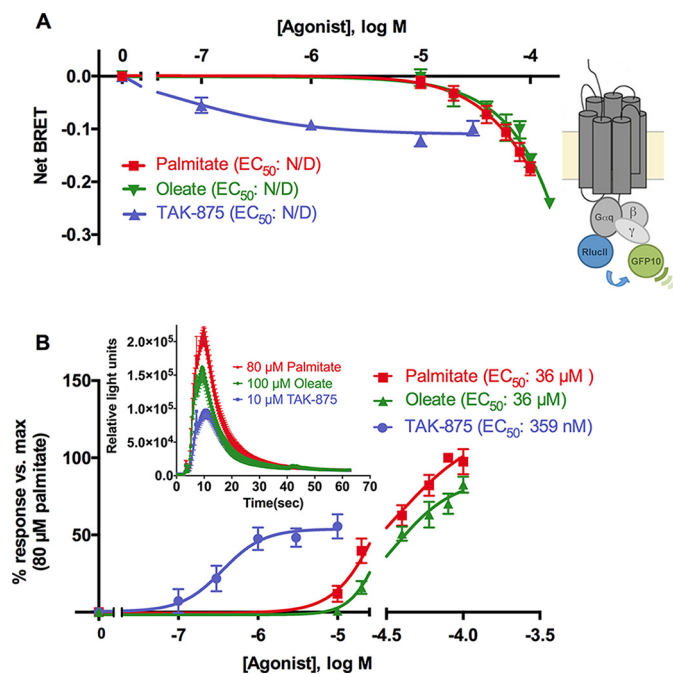 A
[Agonist], log M
0 -7 -6 -5 -4
0.0
-0.1
-0.2
-0.3
Net BRET
Palmitate (EC50: N/D)
Oleate (EC50: N/D)
TAK-875 (EC50: N/D)
Gαq
β
γ
RlucII
GFP10
B
% response vs. max
(80 µM palmitate)
150
100
50
0 -7 -6 -5 -4.5 -4.0 -3.5
[Agonist], log M
Relative light units
2.0×10⁵
1.5×10⁵
1.0×10⁵
5.0×10⁴
0 10 20 30 40 50 60 70
Time(sec)
80 µM Palmitate
100 µM Oleate
10 µM TAK-875
Palmitate (EC50: 36 µM )
Oleate (EC50: 36 µM)
TAK-875 (EC50: 359 nM)